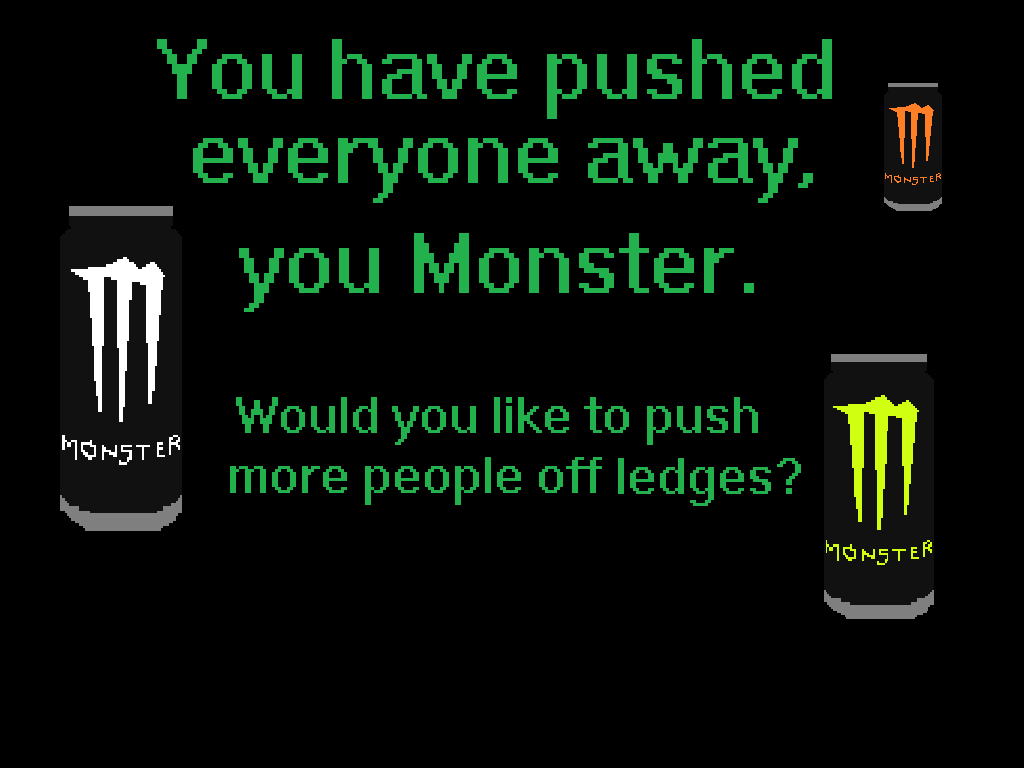 You have pushed
everyone away,
you Monster.
Would you like to push
more people off ledges?
MONSTER
MONSTER
MONSTER